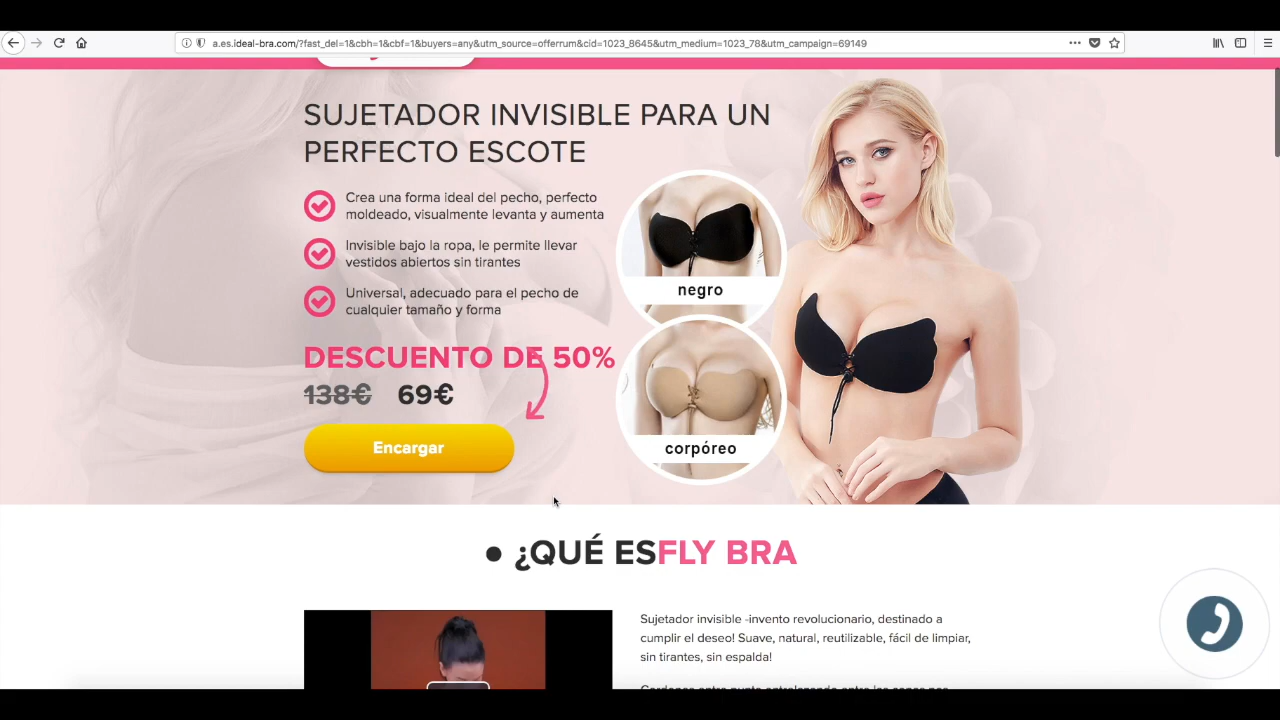 a.es.ideal-bra.com/?fast_del=1&cbh=1&cbf=1&buyers=any&utm_source=offerrum&cid=1023_8645&utm_medium=1023_78&utm_campaign=69149
SUJETADOR INVISIBLE PARA UN
PERFECTO ESCOTE
Crea una forma ideal del pecho, perfecto
moldeado, visualmente levanta y aumenta
Invisible bajo la ropa, le permite llevar
vestidos abiertos sin tirantes
Universal, adecuado para el pecho de
cualquier tamaño y forma
DESCUENTO DE 50%
138€ 69€
Encargar
negro
corpóreo
● ¿QUÉ ESFLY BRA
Sujetador invisible -invento revolucionario, destinado a
cumplir el deseo! Suave, natural, reutilizable, fácil de limpiar,
sin tirantes, sin espalda!